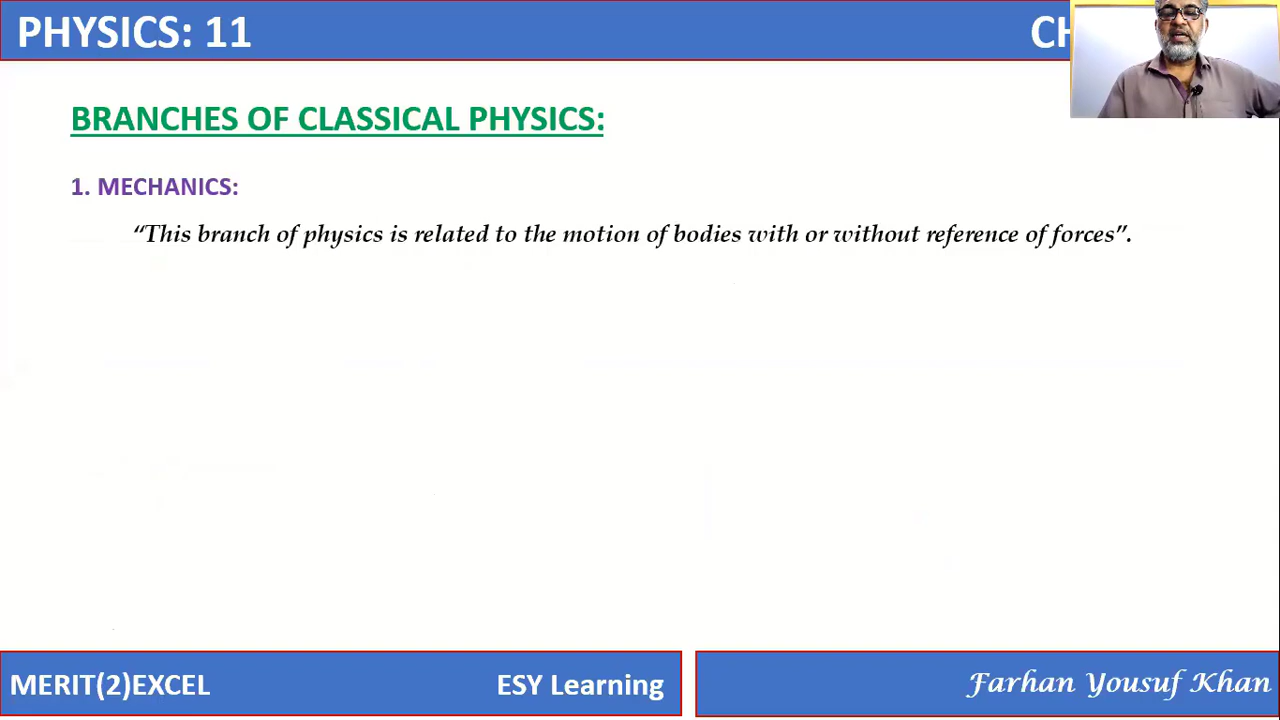 PHYSICS: 11
CH
BRANCHES OF CLASSICAL PHYSICS:
1. MECHANICS:
“This branch of physics is related to the motion of bodies with or without reference of forces”.
MERIT(2)EXCEL
ESY Learning
Farhan Yousuf Khan